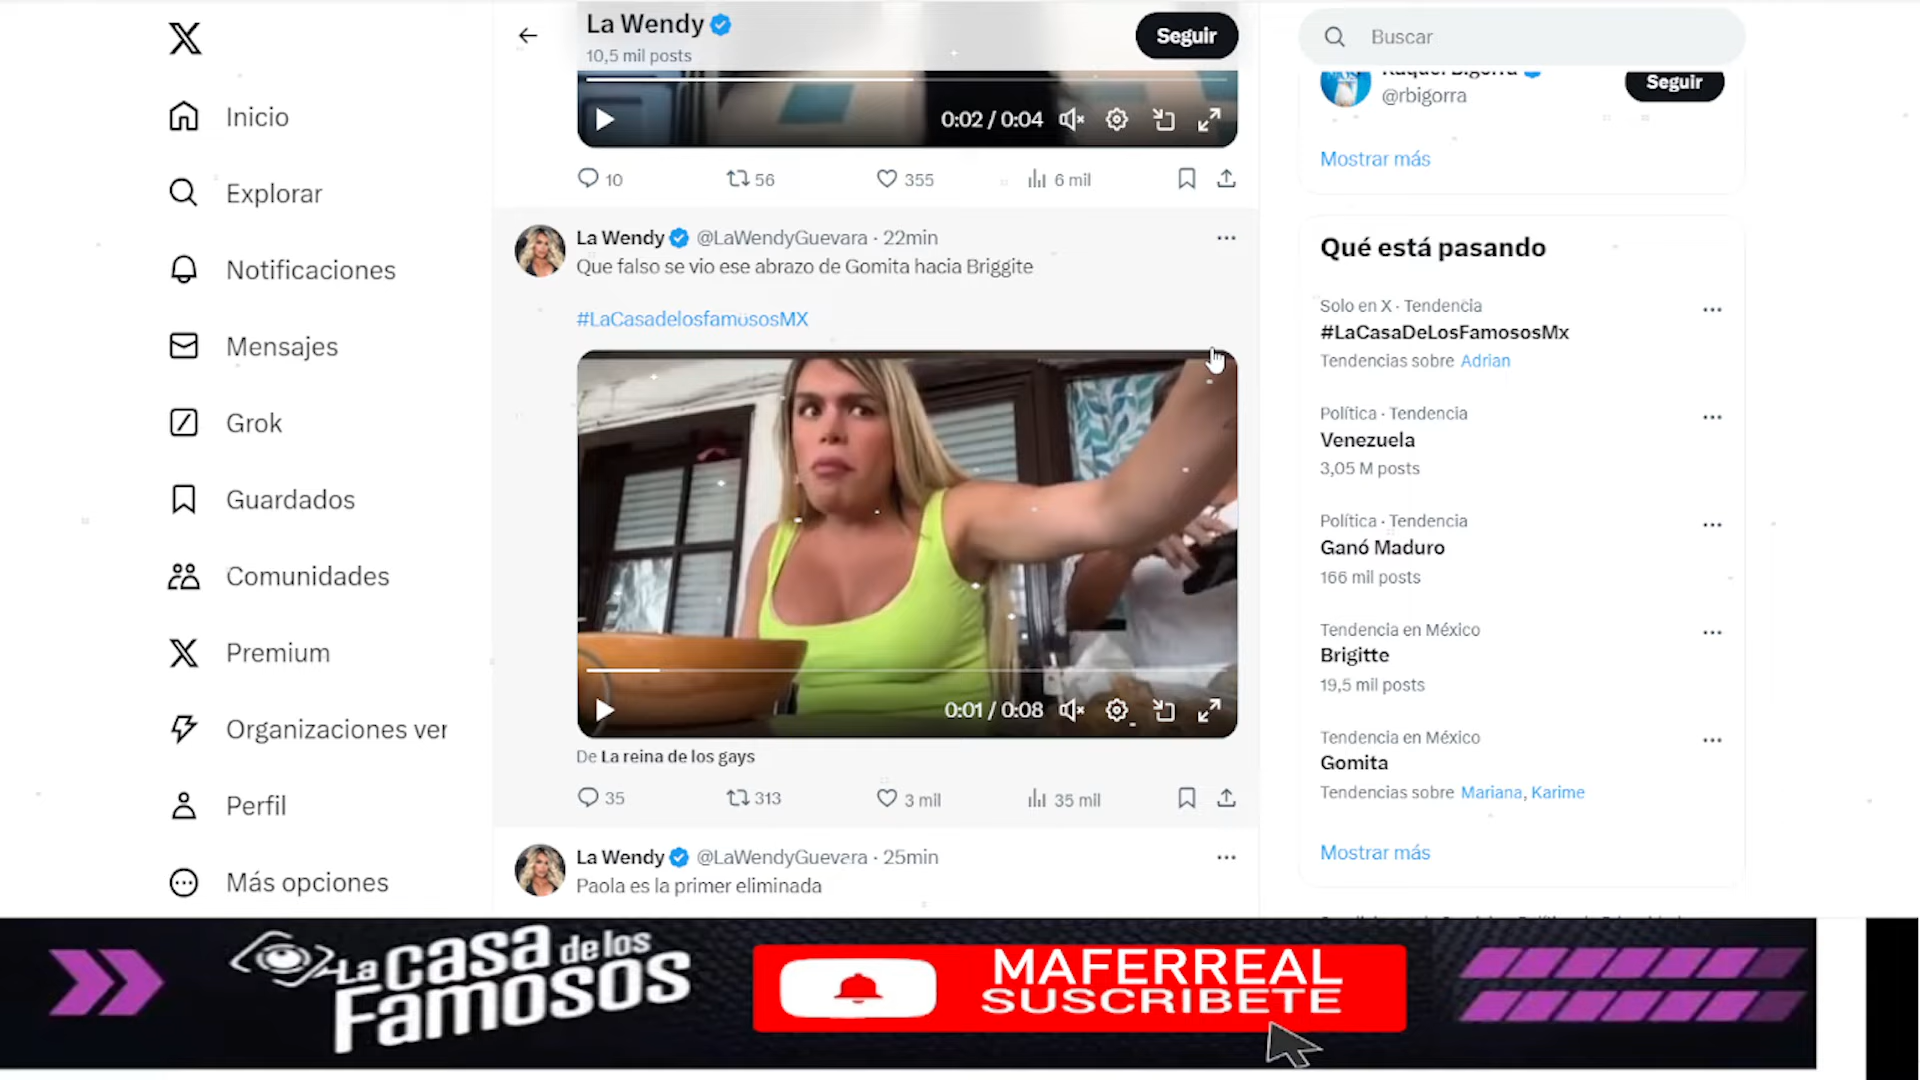 La Wendy
10,5 mil posts
Seguir
Buscar
Inicio
Explorar
Notificaciones
Mensajes
Grok
Guardados
Comunidades
Premium
Organizaciones ver
Perfil
Más opciones
0:02 / 0:04
10
56
355
6 mil
La Wendy @LaWendyGuevara · 22min
Que falso se vio ese abrazo de Gomita hacia Briggite
#LaCasadelosfamososMX
0:01 / 0:08
De La reina de los gays
35
313
3 mil
35 mil
La Wendy @LaWendyGuevara · 25min
Paola es la primer eliminada
Raquel Bigorra
@rbigorra
Seguir
Mostrar más
Qué está pasando
Solo en X · Tendencia
#LaCasaDeLosFamososMx
Tendencias sobre Adrian
Política · Tendencia
Venezuela
3,05 M posts
Política · Tendencia
Ganó Maduro
166 mil posts
Tendencia en México
Brigitte
19,5 mil posts
Tendencia en México
Gomita
Tendencias sobre Mariana, Karime
Mostrar más
La casa de los
Famosos
MAFERREAL
SUSCRIBETE